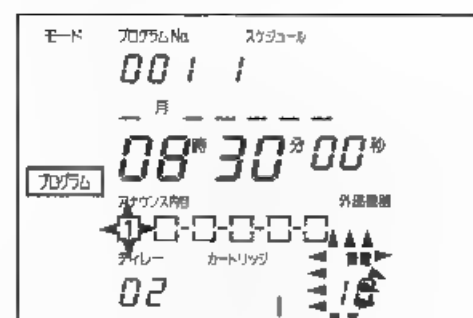 モード プログラムNo. スケジュール
001 1
月
08時30分00秒
プログラム
アナウンス内容 外部機器
1
ディレー カートリッジ
02